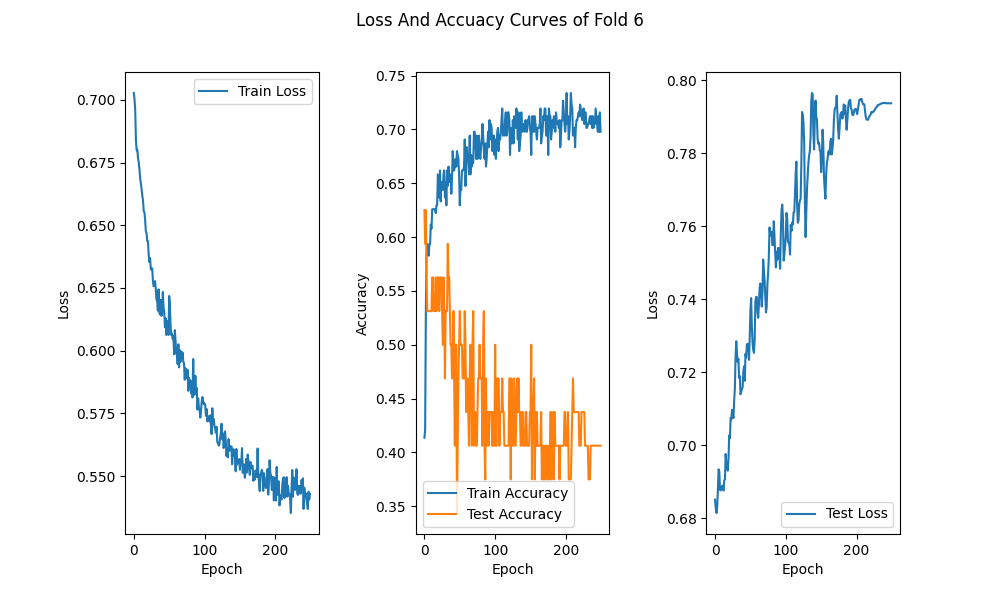 Loss And Accuacy Curves of Fold 6
Loss
0.700
0.675
0.650
0.625
0.600
0.575
0.550
Train Loss
0
100
200
Epoch
Accuracy
0.75
0.70
0.65
0.60
0.55
0.50
0.45
0.40
0.35
Train Accuracy
Test Accuracy
0
100
200
Epoch
Loss
0.80
0.78
0.76
0.74
0.72
0.70
0.68
Test Loss
0
100
200
Epoch